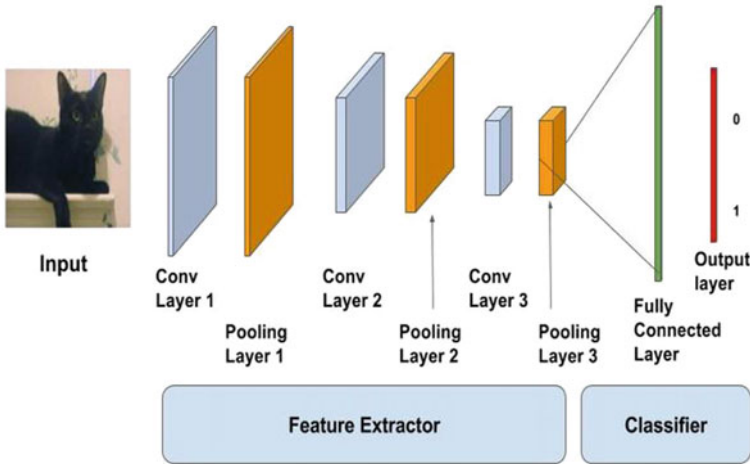 Input
Conv
Layer 1
Pooling
Layer 1
Conv
Layer 2
Pooling
Layer 2
Conv
Layer 3
Pooling
Layer 3
Fully
Connected
Layer
0
1
Output
layer
Feature Extractor
Classifier